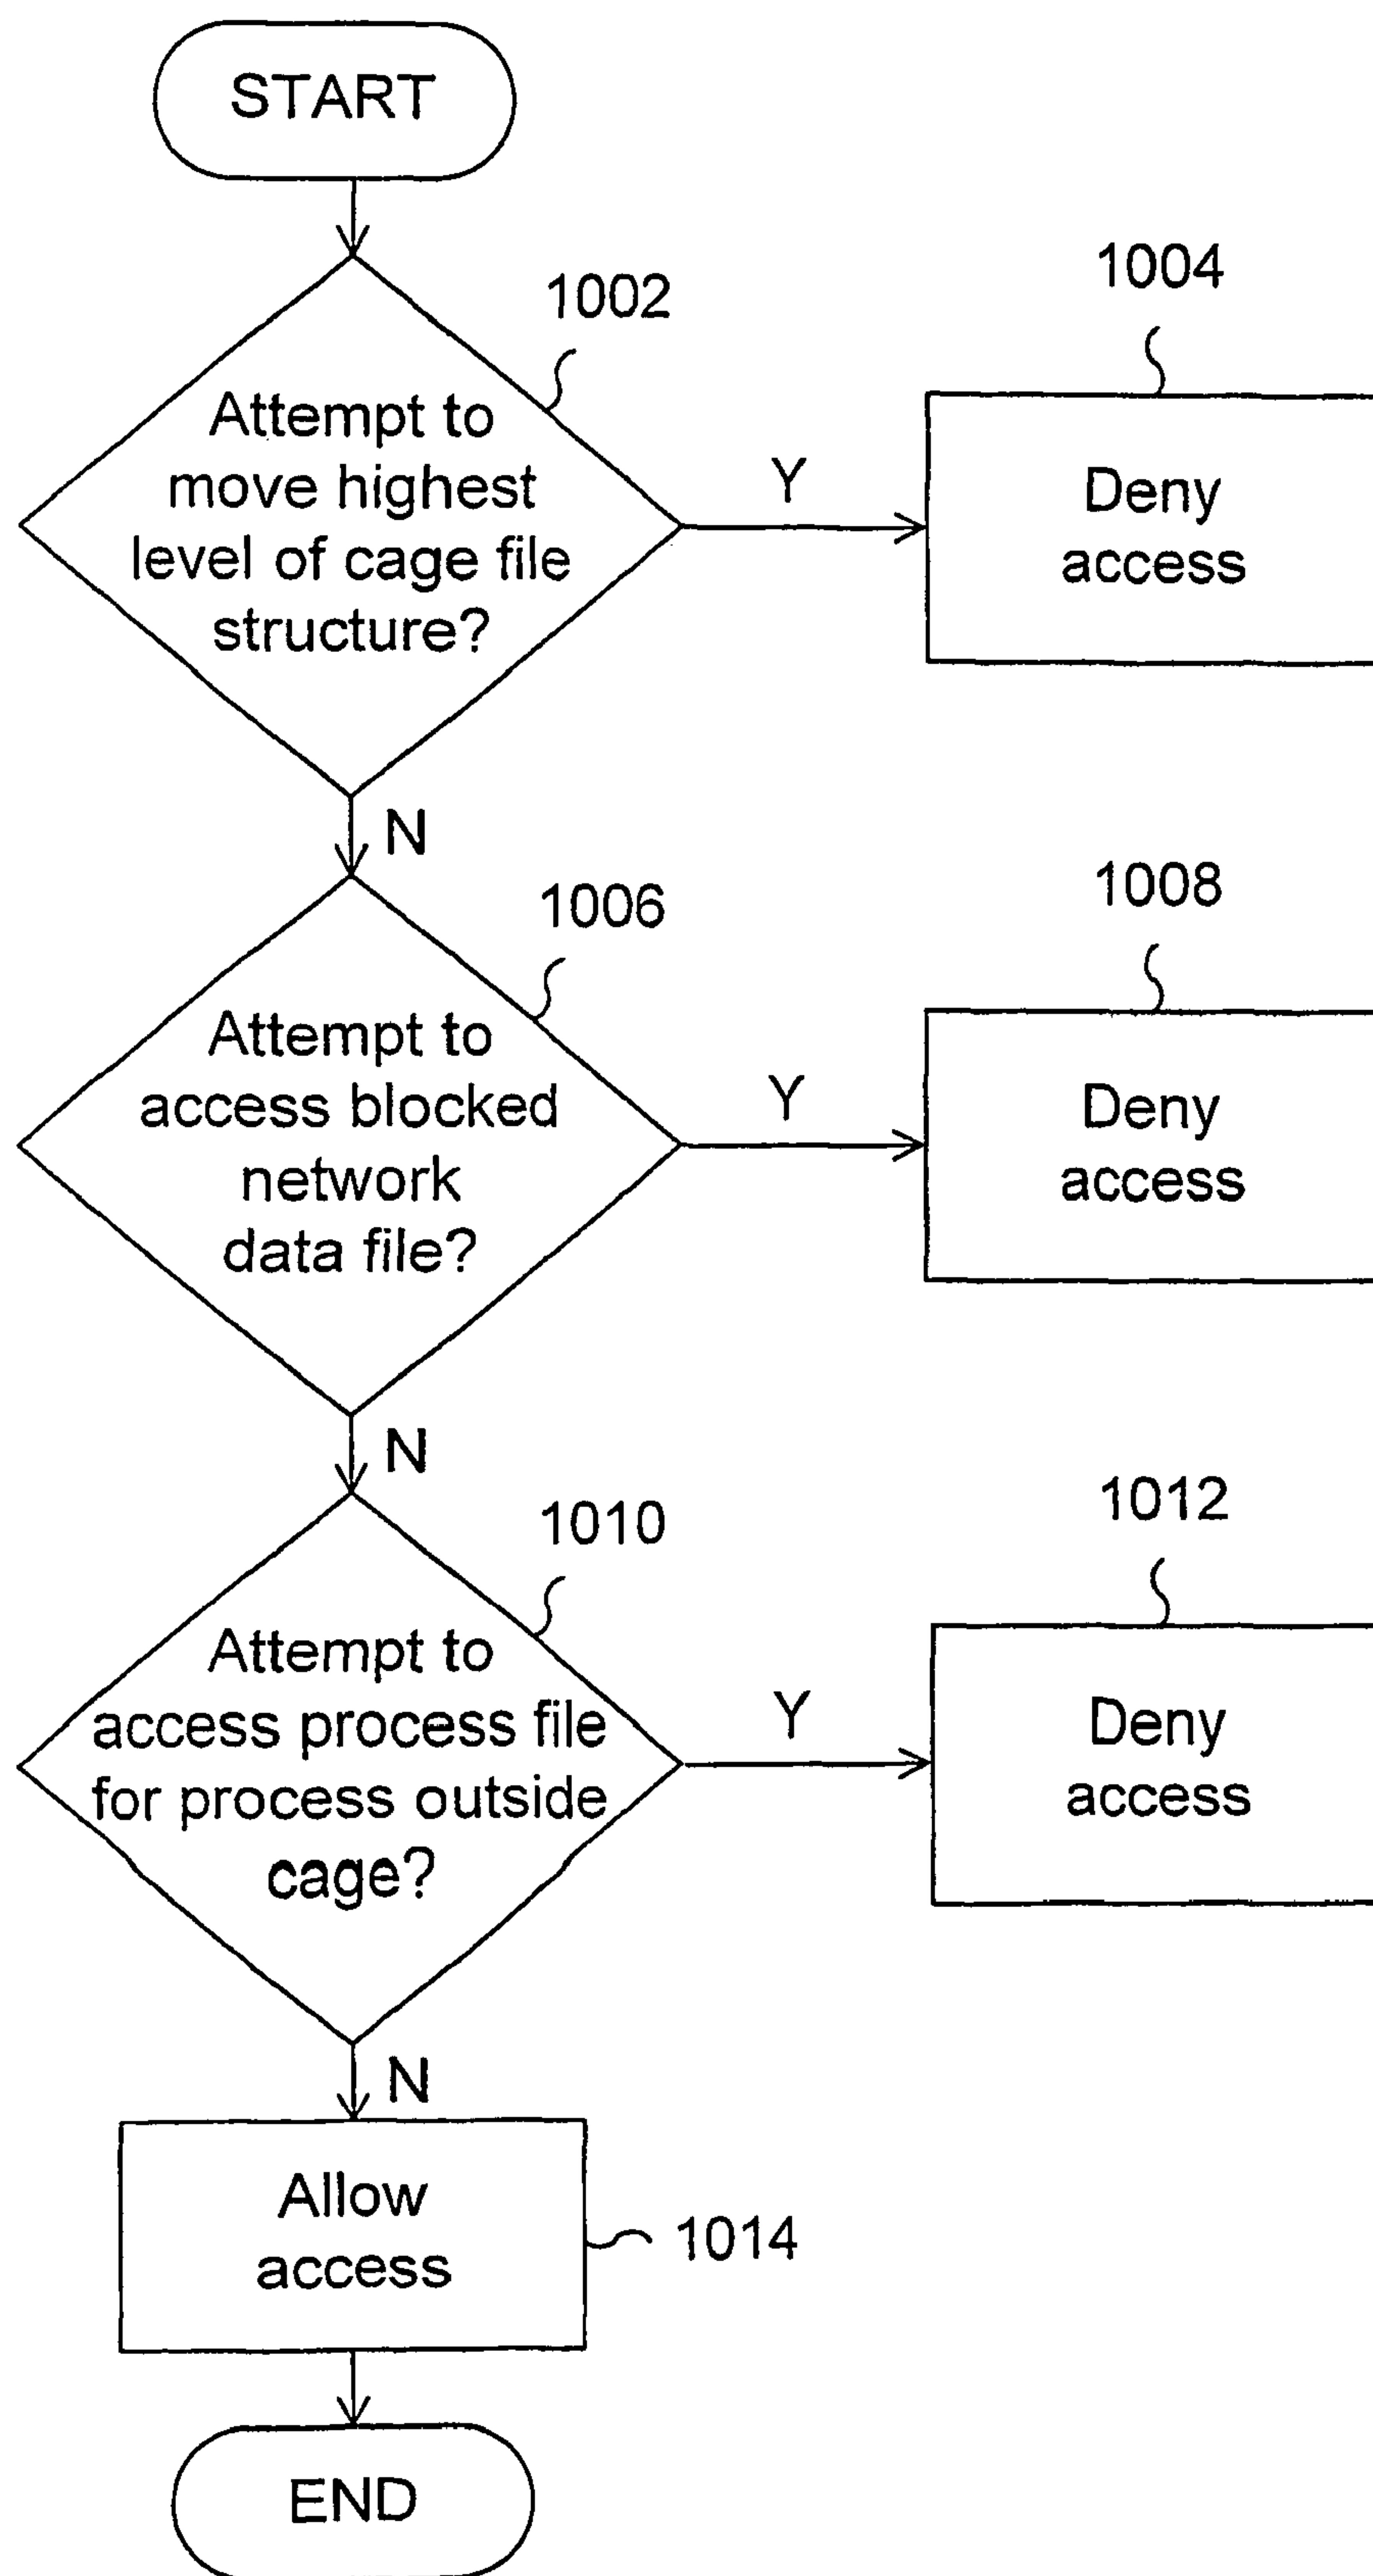 START
1002
1004
Attempt to
move highest
level of cage file
structure?
Y
Deny
access
N
1006
1008
Attempt to
access blocked
network
data file?
Y
Deny
access
N
1010
1012
Attempt to
access process file
for process outside
cage?
Y
Deny
access
N
Allow
access
1014
END